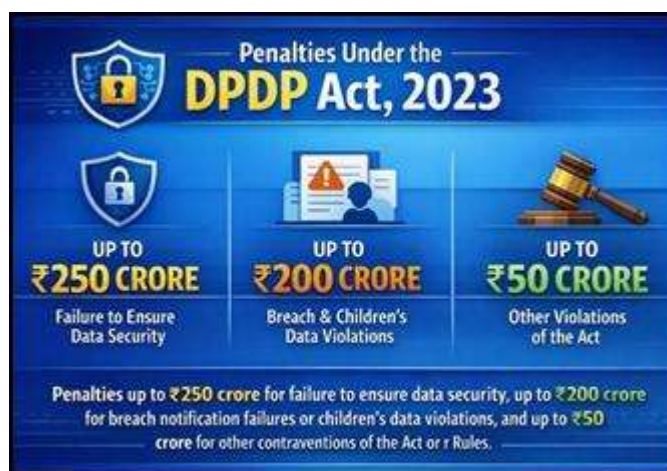 Penalties Under the
DPDP Act, 2023
UP TO
₹250 CRORE
Failure to Ensure
Data Security
UP TO
₹200 CRORE
Breach & Children's
Data Violations
UP TO
₹50 CRORE
Other Violations
of the Act
Penalties up to ₹250 crore for failure to ensure data security, up to ₹200 crore
for breach notification failures or children's data violations, and up to ₹50
crore for other contraventions of the Act or r Rules.